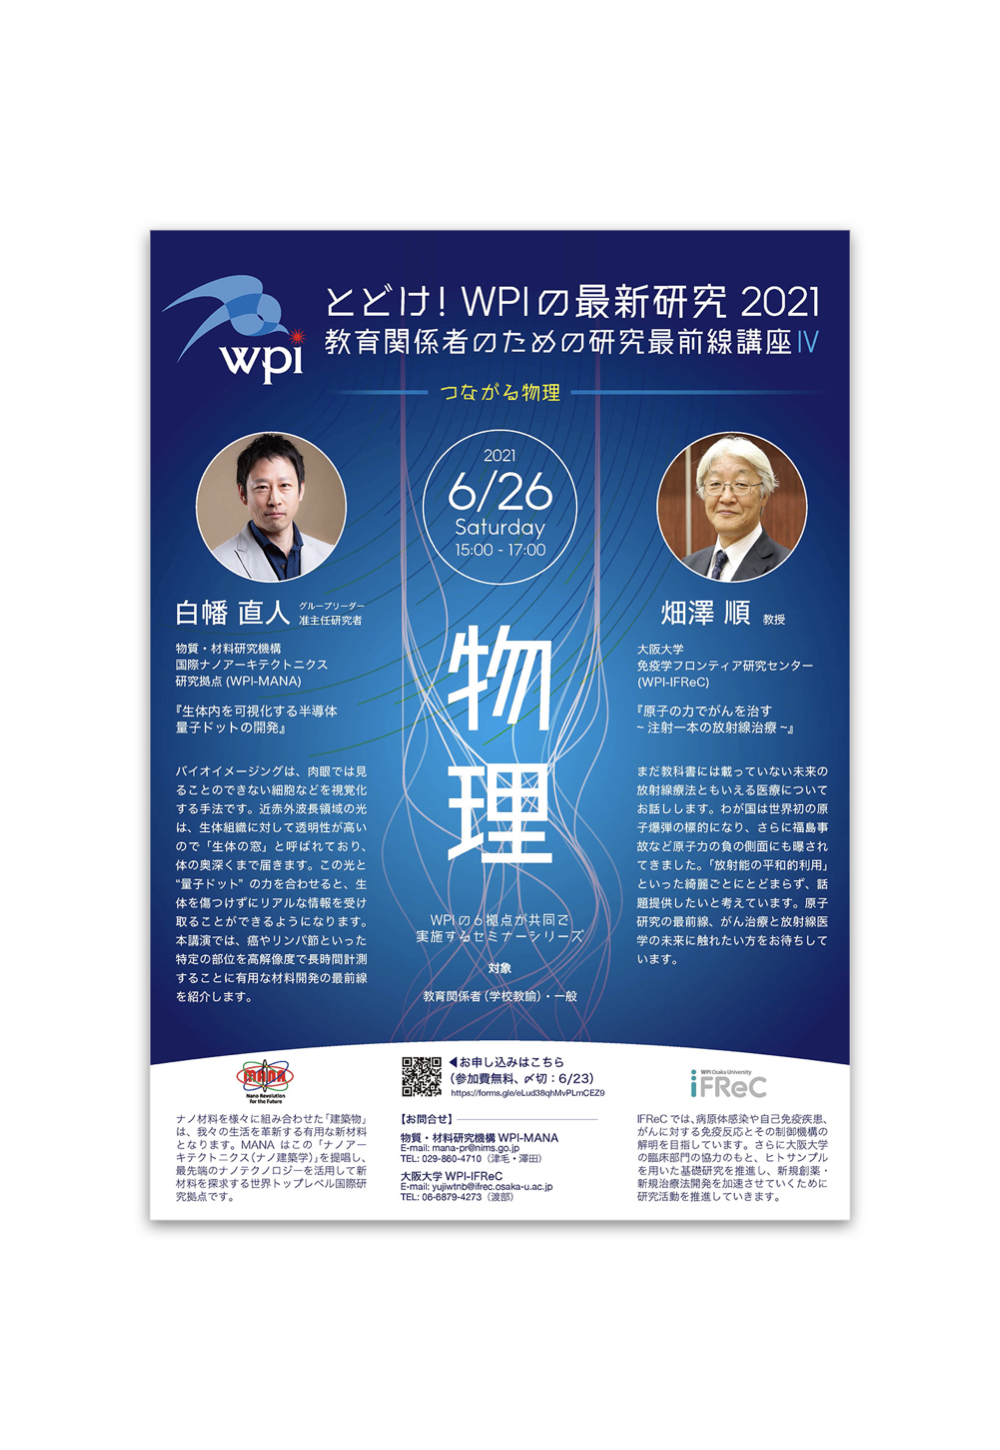 wpi
とどけ! WPIの最新研究 2021
教育関係者のための研究最前線講座IV
つながる物理
2021
6/26
Saturday
15:00 - 17:00
白幡 直人
グループリーダー
准主任研究者
物質・材料研究機構
国際ナノアーキテクトニクス
研究拠点 (WPI-MANA)
『生体内を可視化する半導体
量子ドットの開発』
バイオイメージングは、肉眼では見
ることのできない細胞などを視覚化
する手法です。近赤外波長領域の光
は、生体組織に対して透明性が高い
ので「生体の窓」と呼ばれており、
体の奥深くまで届きます。この光と
“量子ドット” の力を合わせると、生
体を傷つけずにリアルな情報を受け
取ることができるようになります。
本講演では、癌やリンパ節といった
特定の部位を高解像度で長時間計測
することに有用な材料開発の最前線
を紹介します。
物理
WPIの6拠点が共同で
実施するセミナーシリーズ
対象
教育関係者（学校教諭）・一般
畑澤 順 教授
大阪大学
免疫学フロンティア研究センター
(WPI-IFReC)
『原子の力でがんを治す
~ 注射一本の放射線治療 ~』
まだ教科書には載っていない未来の
放射線療法ともいえる医療について
お話しします。わが国は世界初の原
子爆弾の標的になり、さらに福島事
故など原子力の負の側面にも曝され
てきました。「放射能の平和的利用」
といった綺麗ごとにとどまらず、話
題提供したいと考えています。原子
研究の最前線、がん治療と放射線医
学の未来に触れたい方をお待ちして
います。
MANA
Nano Revolution
for the Future
ナノ材料を様々に組み合わせた「建築物」
は、我々の生活を革新する有用な新材料
となります。MANA はこの「ナノアー
キテクトニクス（ナノ建築学）」を提唱し、
最先端のナノテクノロジーを活用して新
材料を探求する世界トップレベル国際研
究拠点です。
◀お申し込みはこちら
（参加費無料、〆切：6/23）
https://forms.gle/eLud38qhMvPLmCEZ9
【お問合せ】
物質・材料研究機構 WPI-MANA
E-mail: mana-pr@nims.go.jp
TEL: 029-860-4710（津毛・澤田）
大阪大学 WPI-IFReC
E-mail: yujiwtnb@ifrec.osaka-u.ac.jp
TEL: 06-6879-4273（渡部）
WPI Osaka University
iFReC
IFReC では、病原体感染や自己免疫疾患、
がんに対する免疫反応とその制御機構の
解明を目指しています。さらに大阪大学
の臨床部門の協力のもと、ヒトサンプル
を用いた基礎研究を推進し、新規創薬・
新規治療法開発を加速させていくために
研究活動を推進していきます。